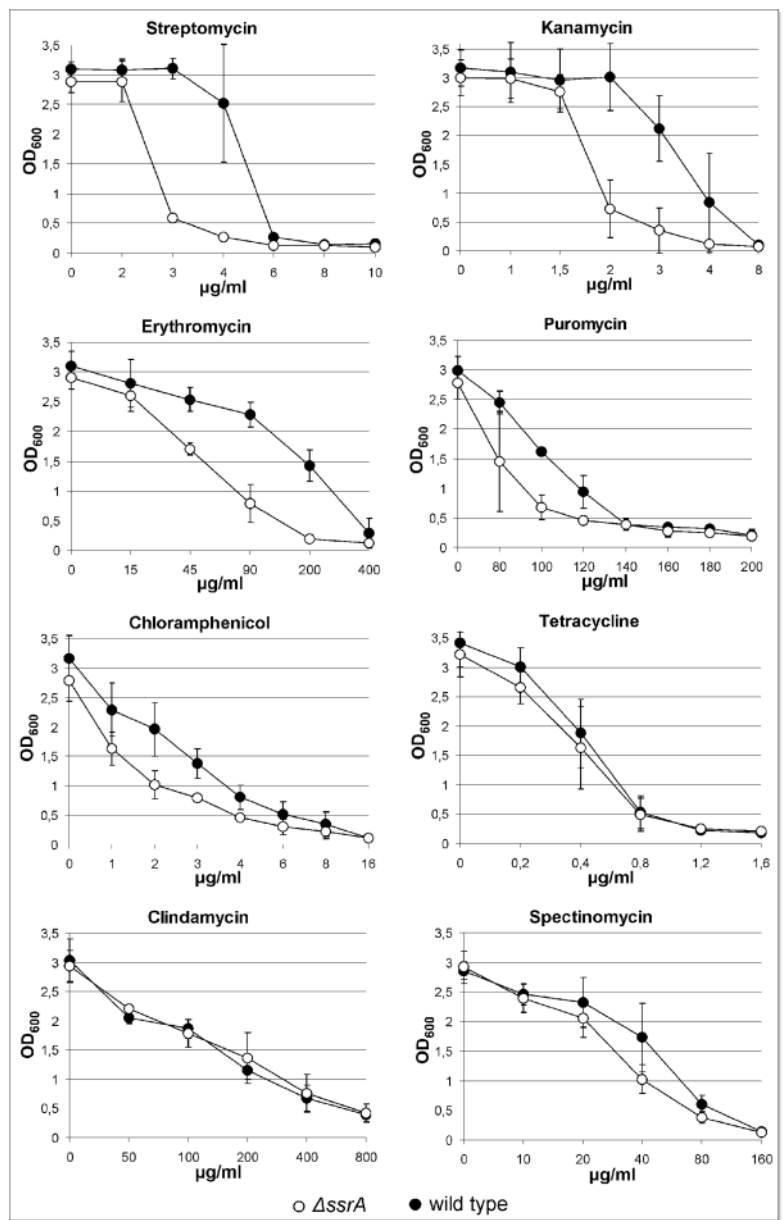 Streptomycin
3,5
3
2,5
2
1,5
1
0,5
0
OD600
0 2 3 4 6 8 10
µg/ml
Kanamycin
3,5
3
2,5
2
1,5
1
0,5
0
OD600
0 1 1,5 2 3 4 8
µg/ml
Erythromycin
3,5
3
2,5
2
1,5
1
0,5
0
OD600
0 15 45 90 200 400
µg/ml
Puromycin
3,5
3
2,5
2
1,5
1
0,5
0
OD600
0 80 100 120 140 160 180 200
µg/ml
Chloramphenicol
3,5
3
2,5
2
1,5
1
0,5
0
OD600
0 1 2 3 4 6 8 16
µg/ml
Tetracycline
3,5
3
2,5
2
1,5
1
0,5
0
OD600
0 0,2 0,4 0,8 1,2 1,6
µg/ml
Clindamycin
3,5
3
2,5
2
1,5
1
0,5
0
OD600
0 50 100 200 400 800
µg/ml
Spectinomycin
3,5
3
2,5
2
1,5
1
0,5
0
OD600
0 10 20 40 80 160
µg/ml
ΔssrA wild type